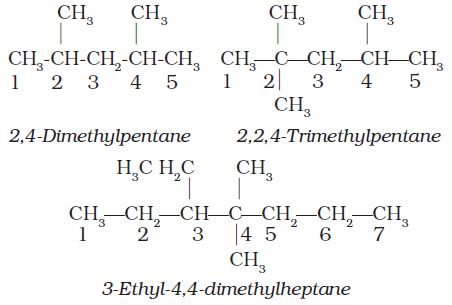 CH₃ CH₃ CH₃ CH₃
CH₃-CH-CH₂-CH-CH₃ CH₃—C—CH₂—CH—CH₃
1 2 3 4 5 1 2 3 4 5
CH₃
2,4-Dimethylpentane 2,2,4-Trimethylpentane
H₃C H₂C CH₃
CH₃—CH₂—CH—C—CH₂—CH₂—CH₃
1 2 3 4 5 6 7
CH₃
3-Ethyl-4,4-dimethylheptane